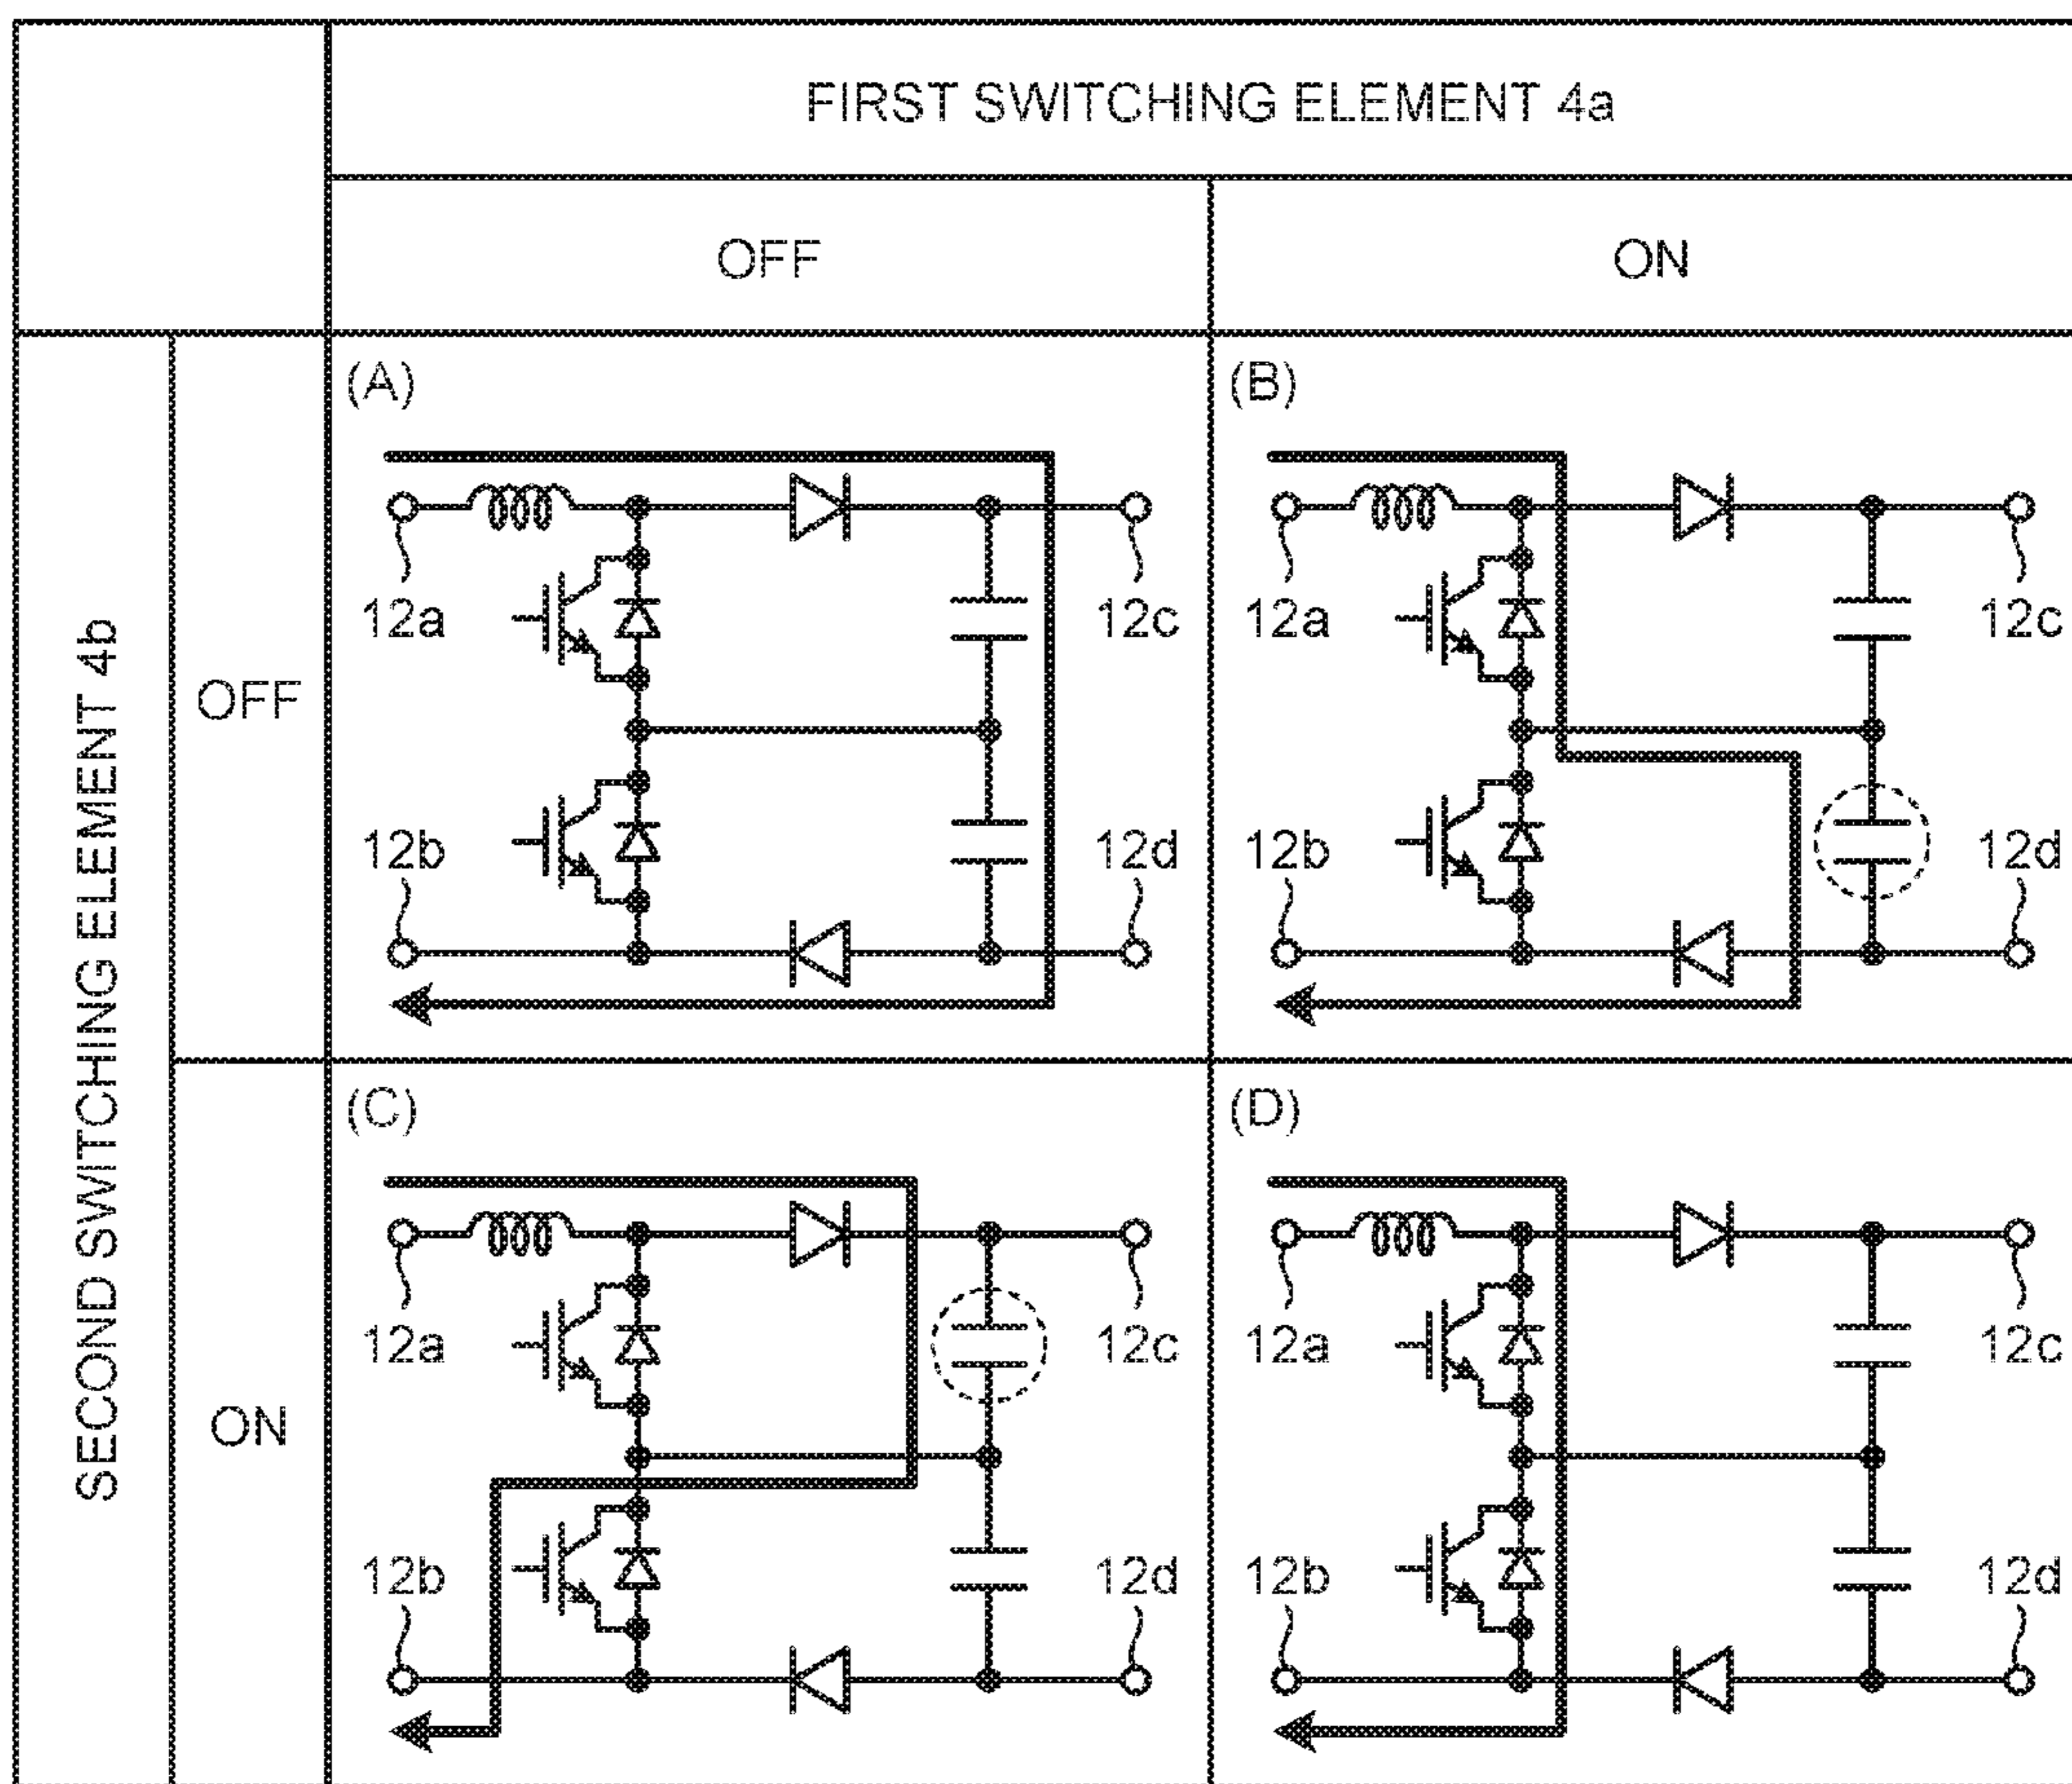 FIRST SWITCHING ELEMENT 4a
OFF
ON
SECOND SWITCHING ELEMENT 4b
OFF
(A)
12a
12c
12b
12d
(B)
12a
12c
12b
12d
ON
(C)
12a
12c
12b
12d
(D)
12a
12c
12b
12d